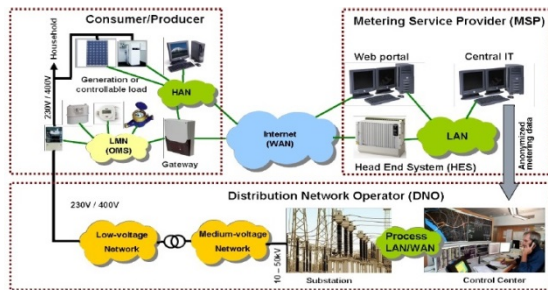 Consumer/Producer
Household
230V / 400V
Generation or
controllable load
HAN
LMN
(OMS)
Gateway
Internet
(WAN)
Metering Service Provider (MSP)
Web portal
Central IT
LAN
Head End System (HES)
Anonymized
metering data
Distribution Network Operator (DNO)
230V / 400V
Low-voltage
Network
Medium-voltage
Network
10 – 50kV
Substation
Process
LAN/WAN
Control Center